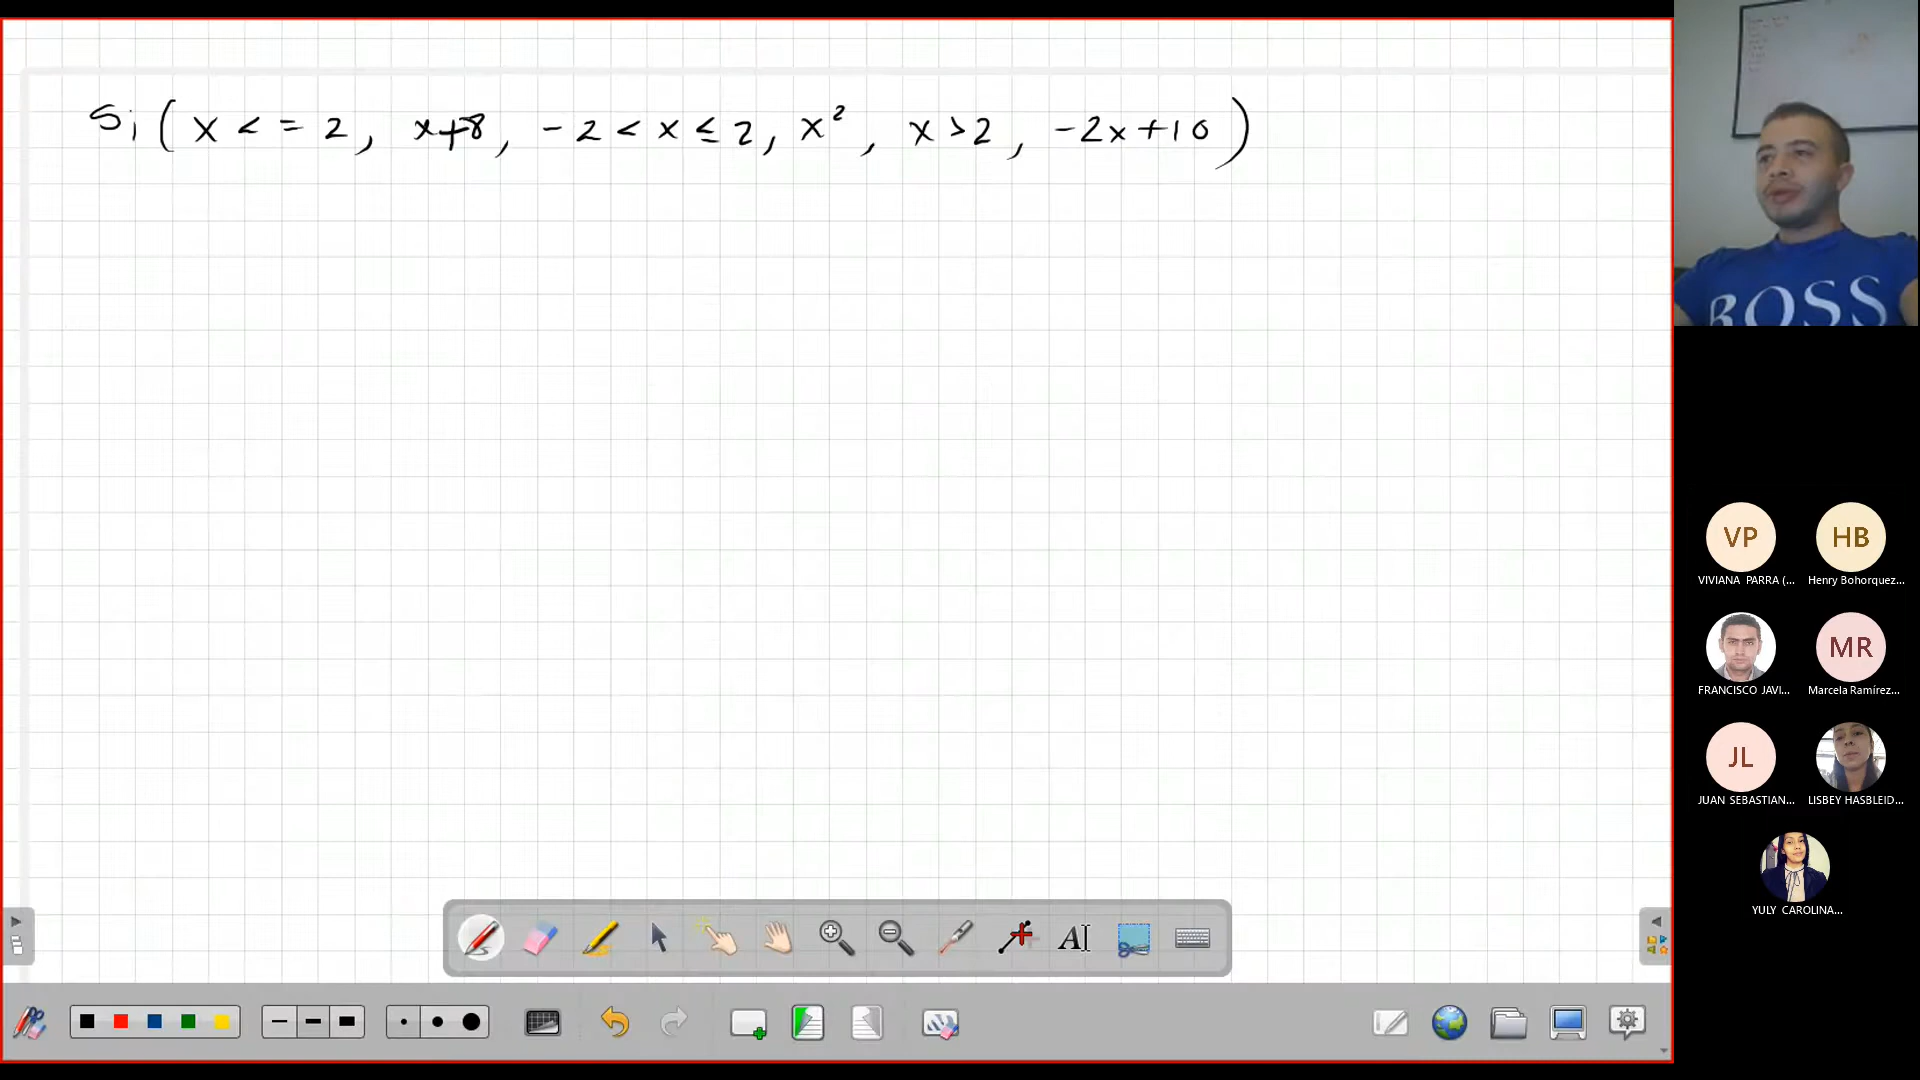 Si ( x < = 2, x+8, -2 < x ≤ 2, x², x > 2, -2x+10 )
BOSS
VP
HB
VIVIANA PARRA (...
Henry Bohorquez...
MR
FRANCISCO JAVI...
Marcela Ramírez...
JL
JUAN SEBASTIAN...
LISBEY HASBLEID...
YULY CAROLINA...
A